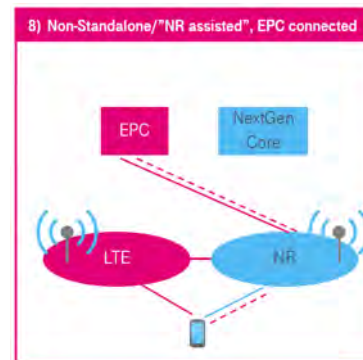 8) Non-Standalone/"NR assisted", EPC connected
EPC
NextGen
Core
LTE
NR